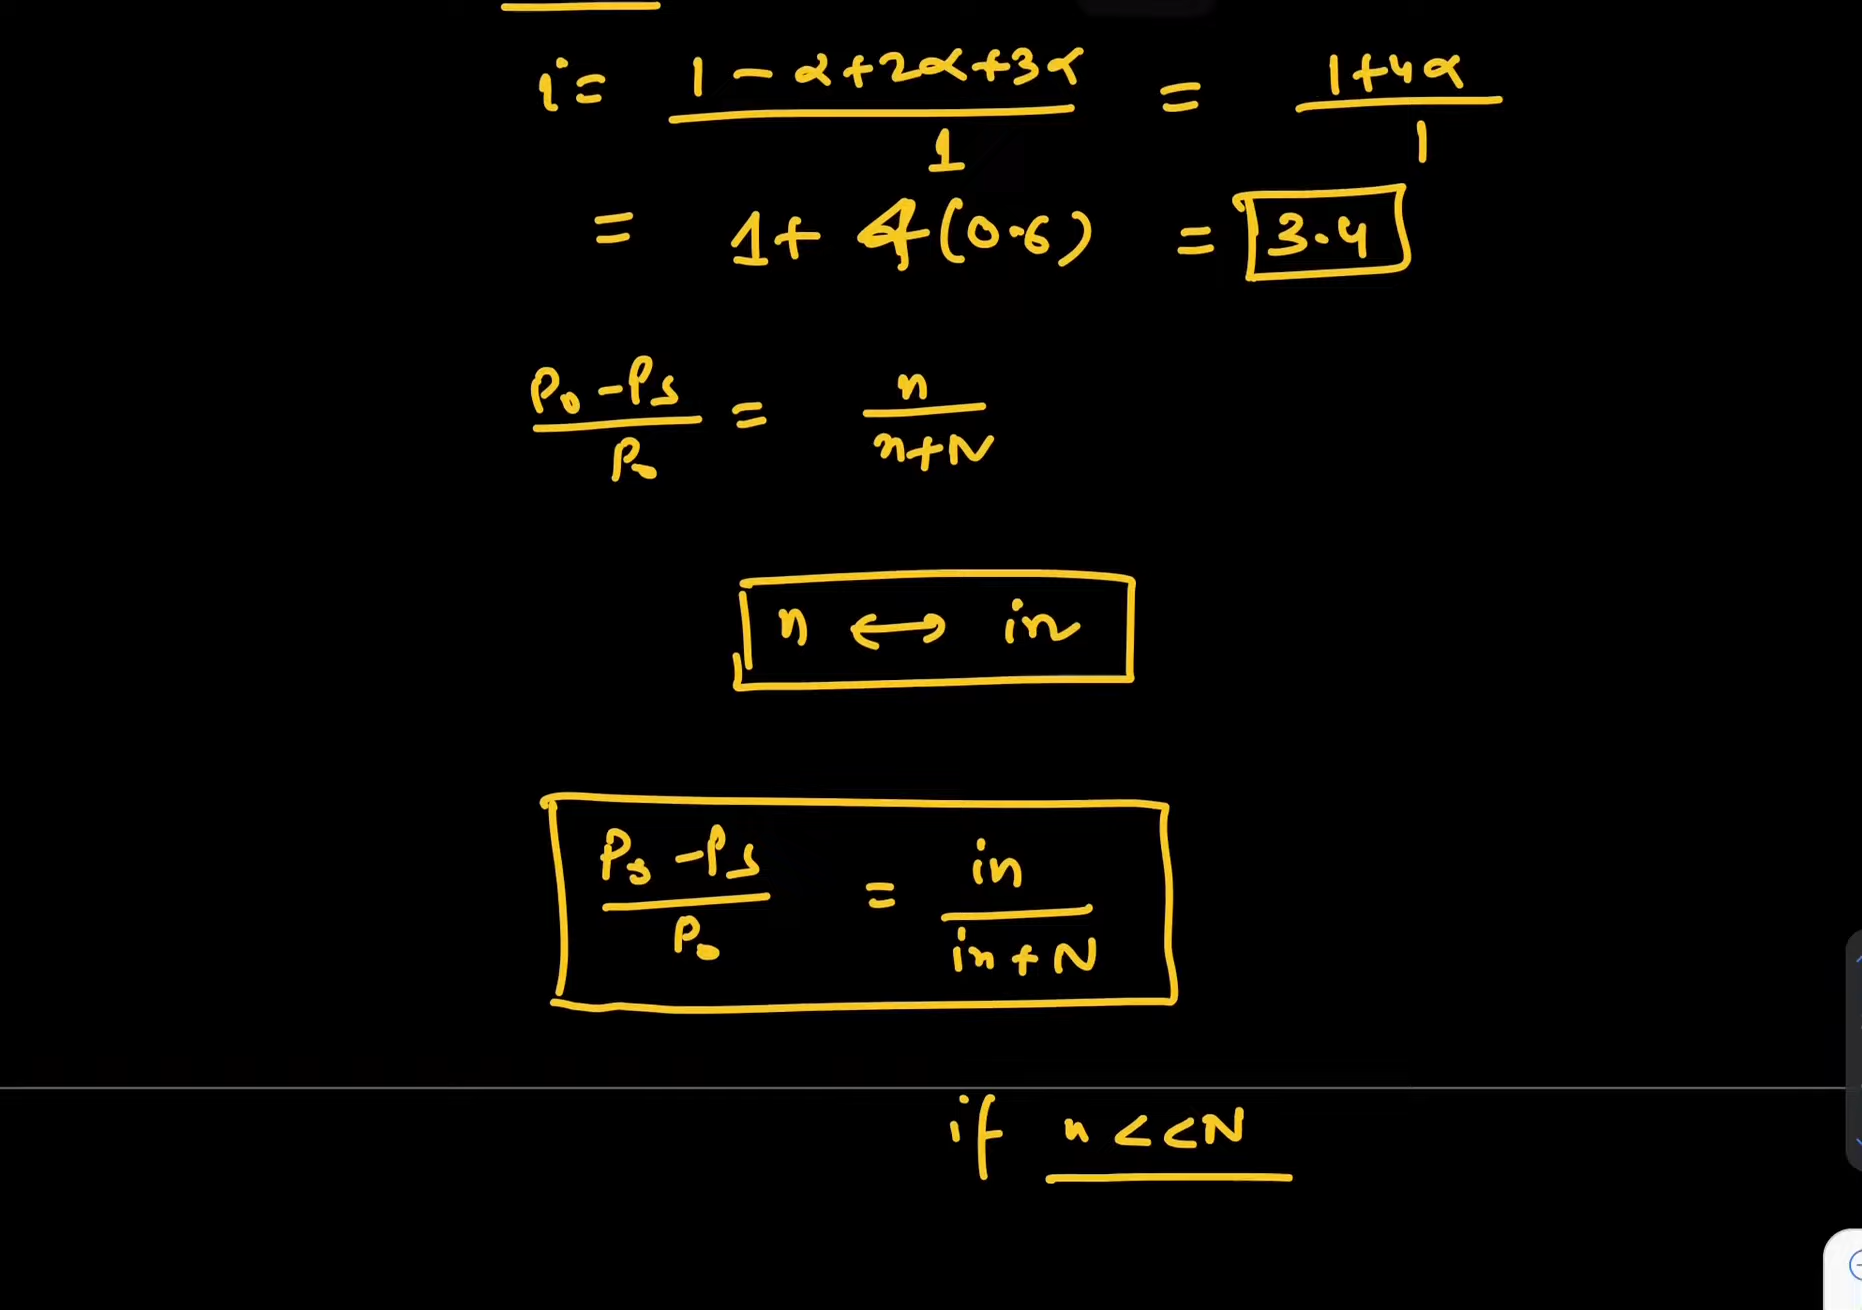 i = 1 - α + 2α + 3α / 1 = 1 + 4α / 1
= 1 + 4 (0.6) = 3.4
P₀ - Ps / P₀ = n / n + N
n ↔ in
P₀ - Ps / P₀ = in / in + N
if n << N